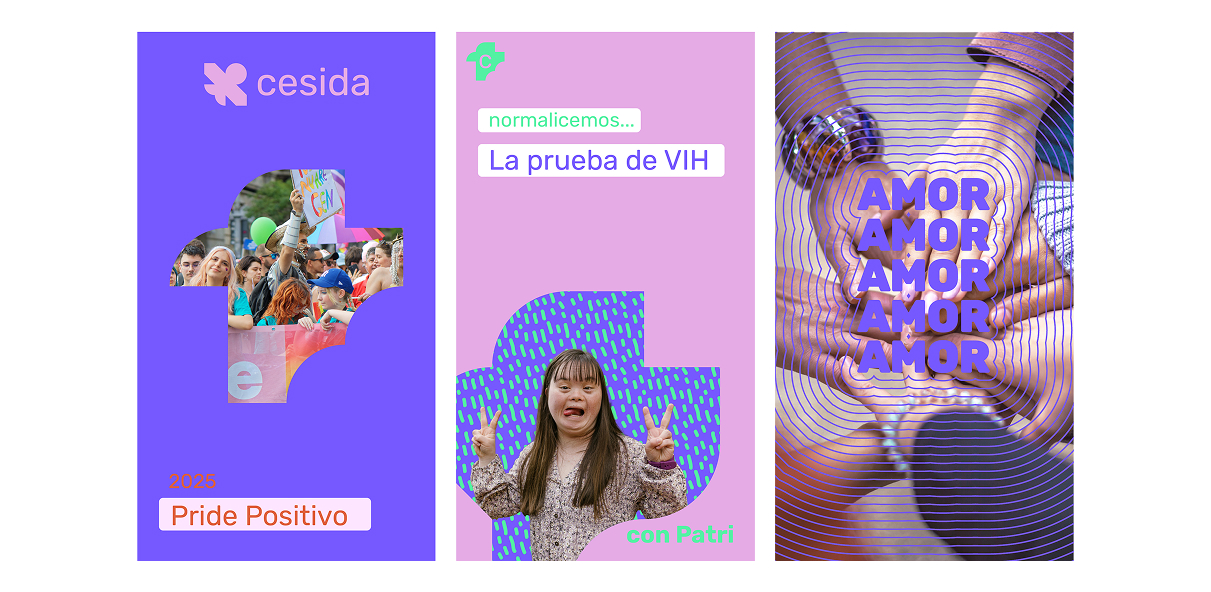 cesida
2025
Pride Positivo
C
normalicemos...
La prueba de VIH
con Patri
AMOR
AMOR
AMOR
AMOR
AMOR